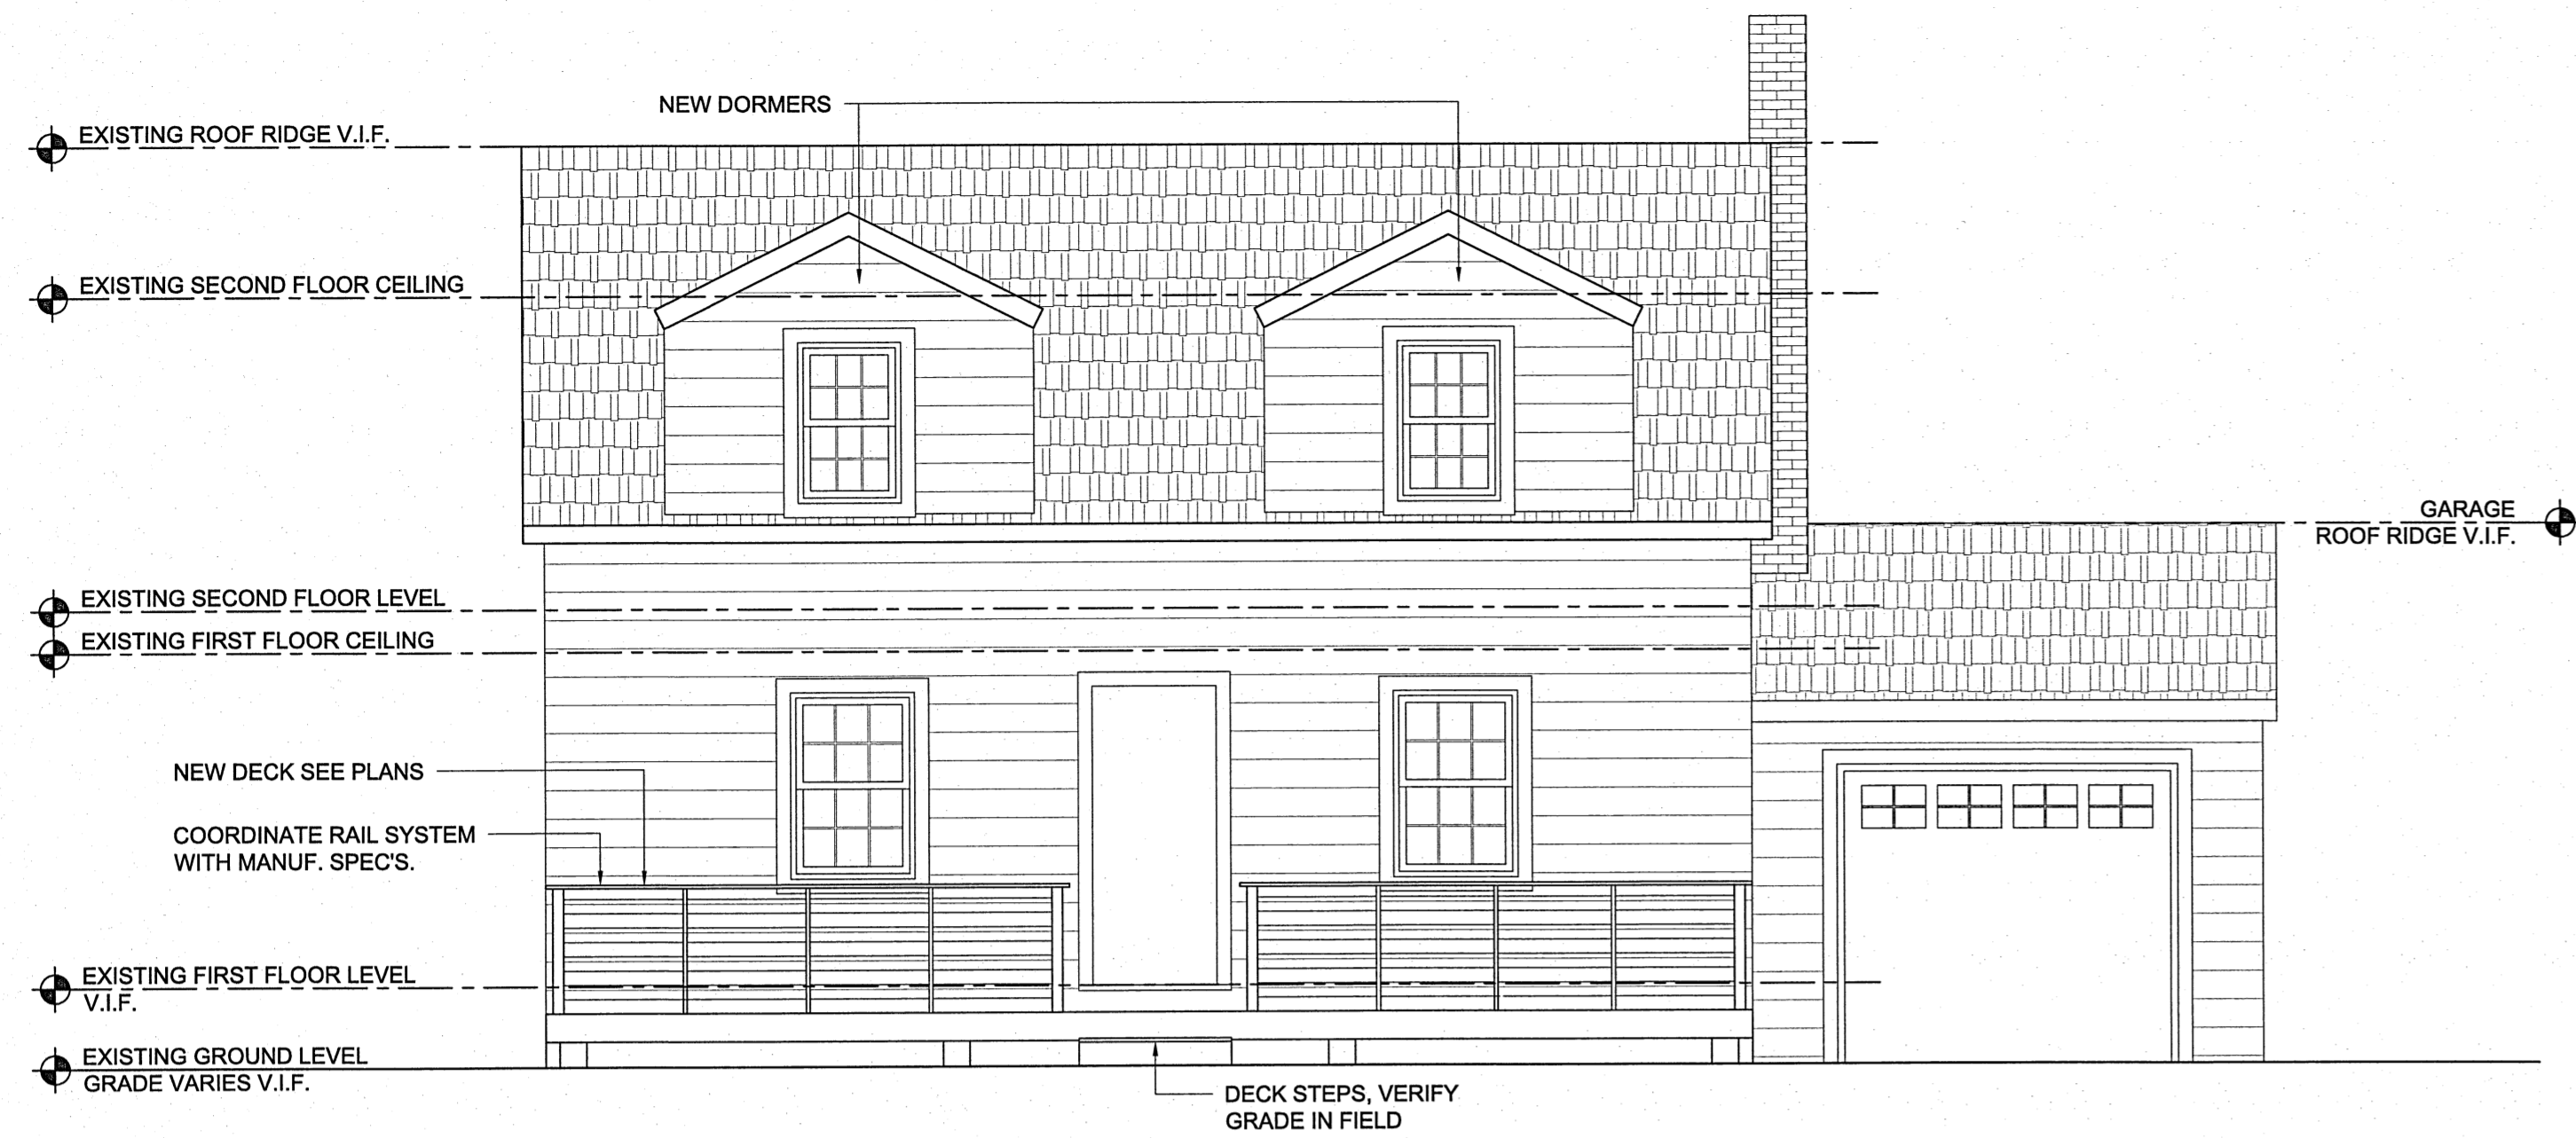 NEW DORMERS
EXISTING ROOF RIDGE V.I.F.
EXISTING SECOND FLOOR CEILING
GARAGE
ROOF RIDGE V.I.F.
EXISTING SECOND FLOOR LEVEL
EXISTING FIRST FLOOR CEILING
NEW DECK SEE PLANS
COORDINATE RAIL SYSTEM
WITH MANUF. SPEC'S.
EXISTING FIRST FLOOR LEVEL
V.I.F.
EXISTING GROUND LEVEL
GRADE VARIES V.I.F.
DECK STEPS, VERIFY
GRADE IN FIELD